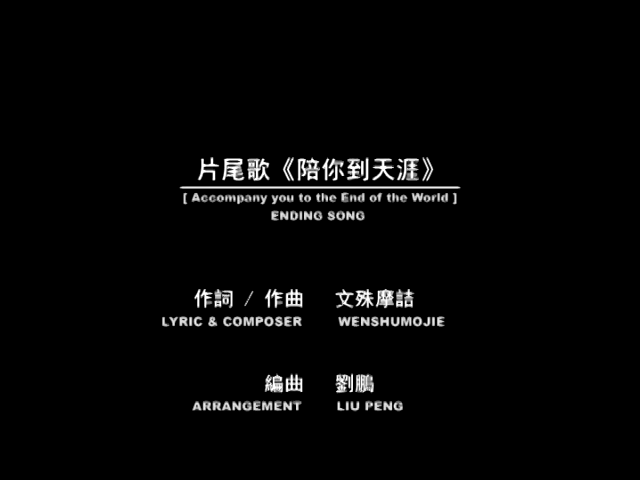 片尾歌《陪你到天涯》
[ Accompany you to the End of the World ]
ENDING SONG
作詞 / 作曲 文殊摩詰
LYRIC & COMPOSER WENSHUMOJIE
編曲 劉鵬
ARRANGEMENT LIU PENG